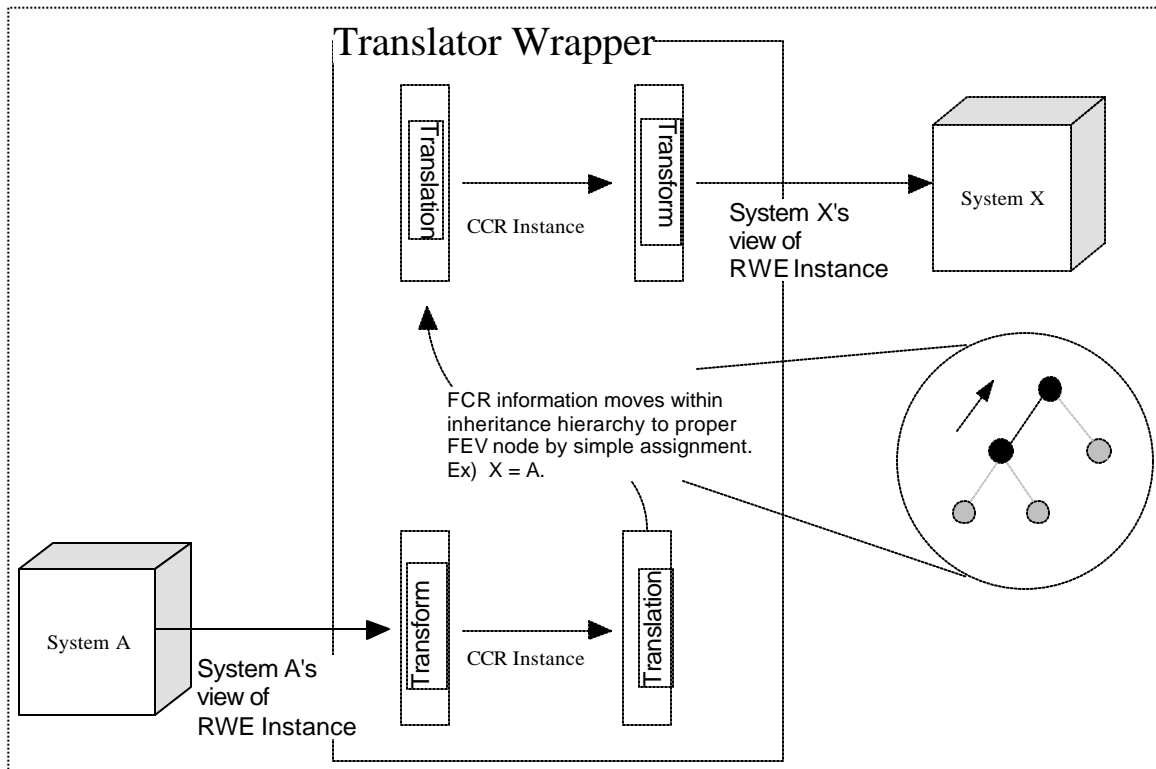 Translator Wrapper
Translation
CCR Instance
Transform
System X's
view of
RWE Instance
System X
FCR information moves within
inheritance hierarchy to proper
FEV node by simple assignment.
Ex) X = A.
System A
System A's
view of
RWE Instance
Transform
CCR Instance
Translation